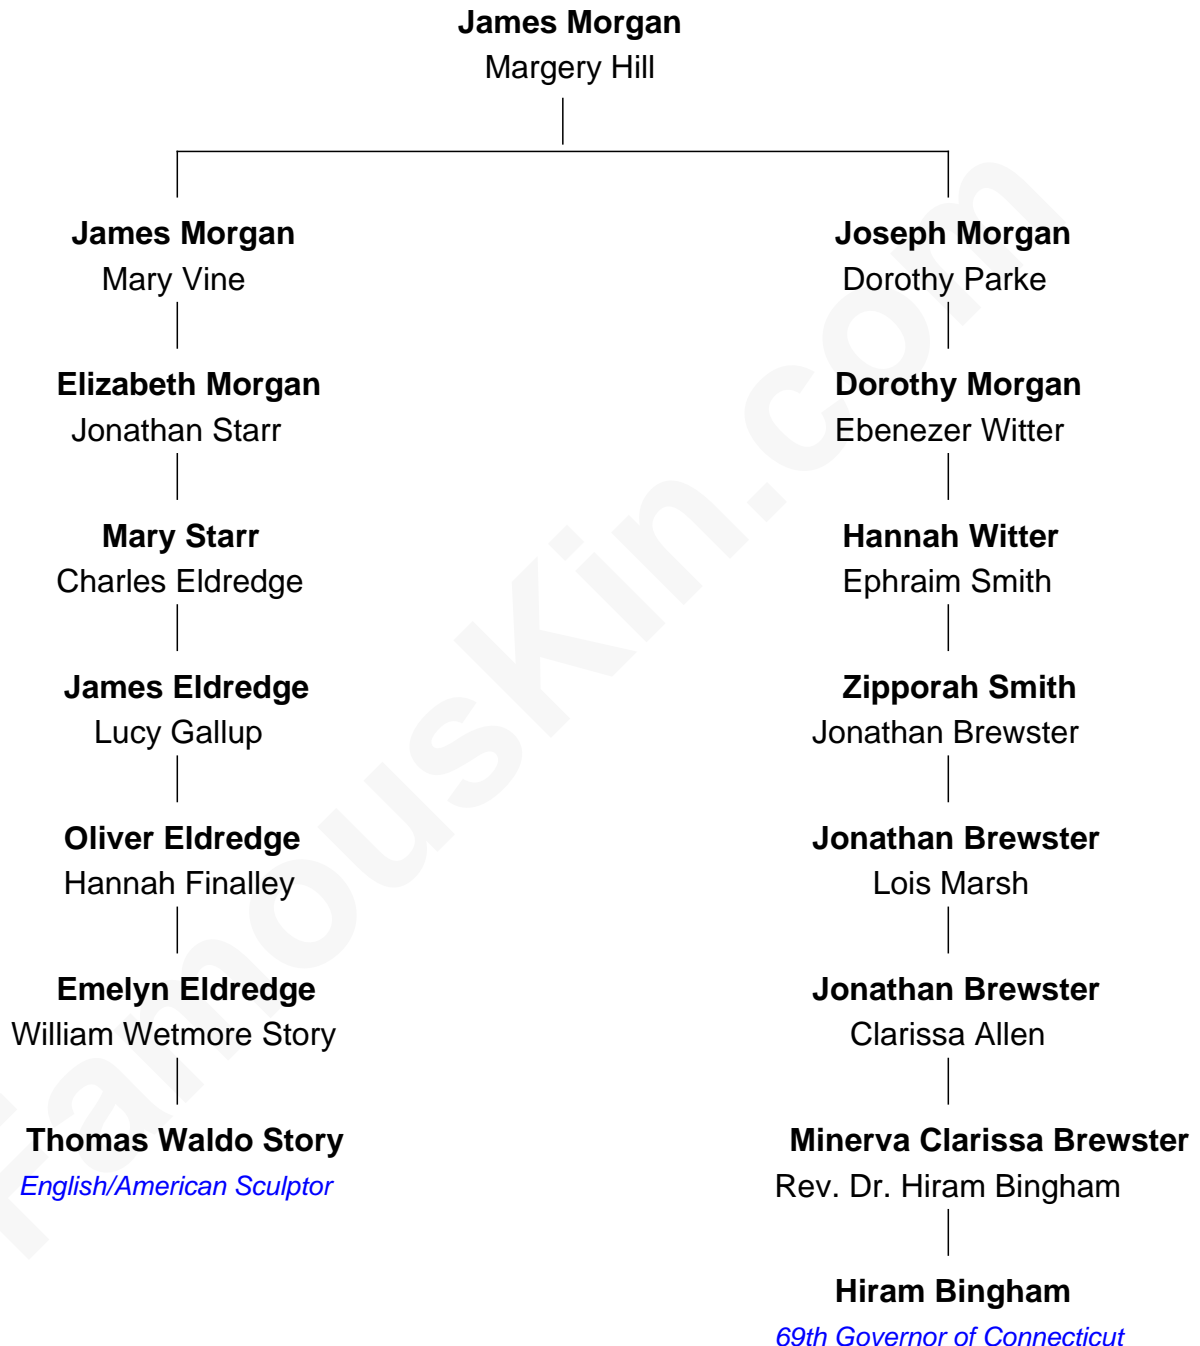 James Morgan
Margery Hill
James Morgan
Mary Vine
Joseph Morgan
Dorothy Parke
Elizabeth Morgan
Jonathan Starr
Dorothy Morgan
Ebenezer Witter
Mary Starr
Charles Eldredge
Hannah Witter
Ephraim Smith
James Eldredge
Lucy Gallup
Zipporah Smith
Jonathan Brewster
Oliver Eldredge
Hannah Finalley
Jonathan Brewster
Lois Marsh
Emelyn Eldredge
William Wetmore Story
Jonathan Brewster
Clarissa Allen
Thomas Waldo Story
English/American Sculptor
Minerva Clarissa Brewster
Rev. Dr. Hiram Bingham
Hiram Bingham
69th Governor of Connecticut
FamousKin.com